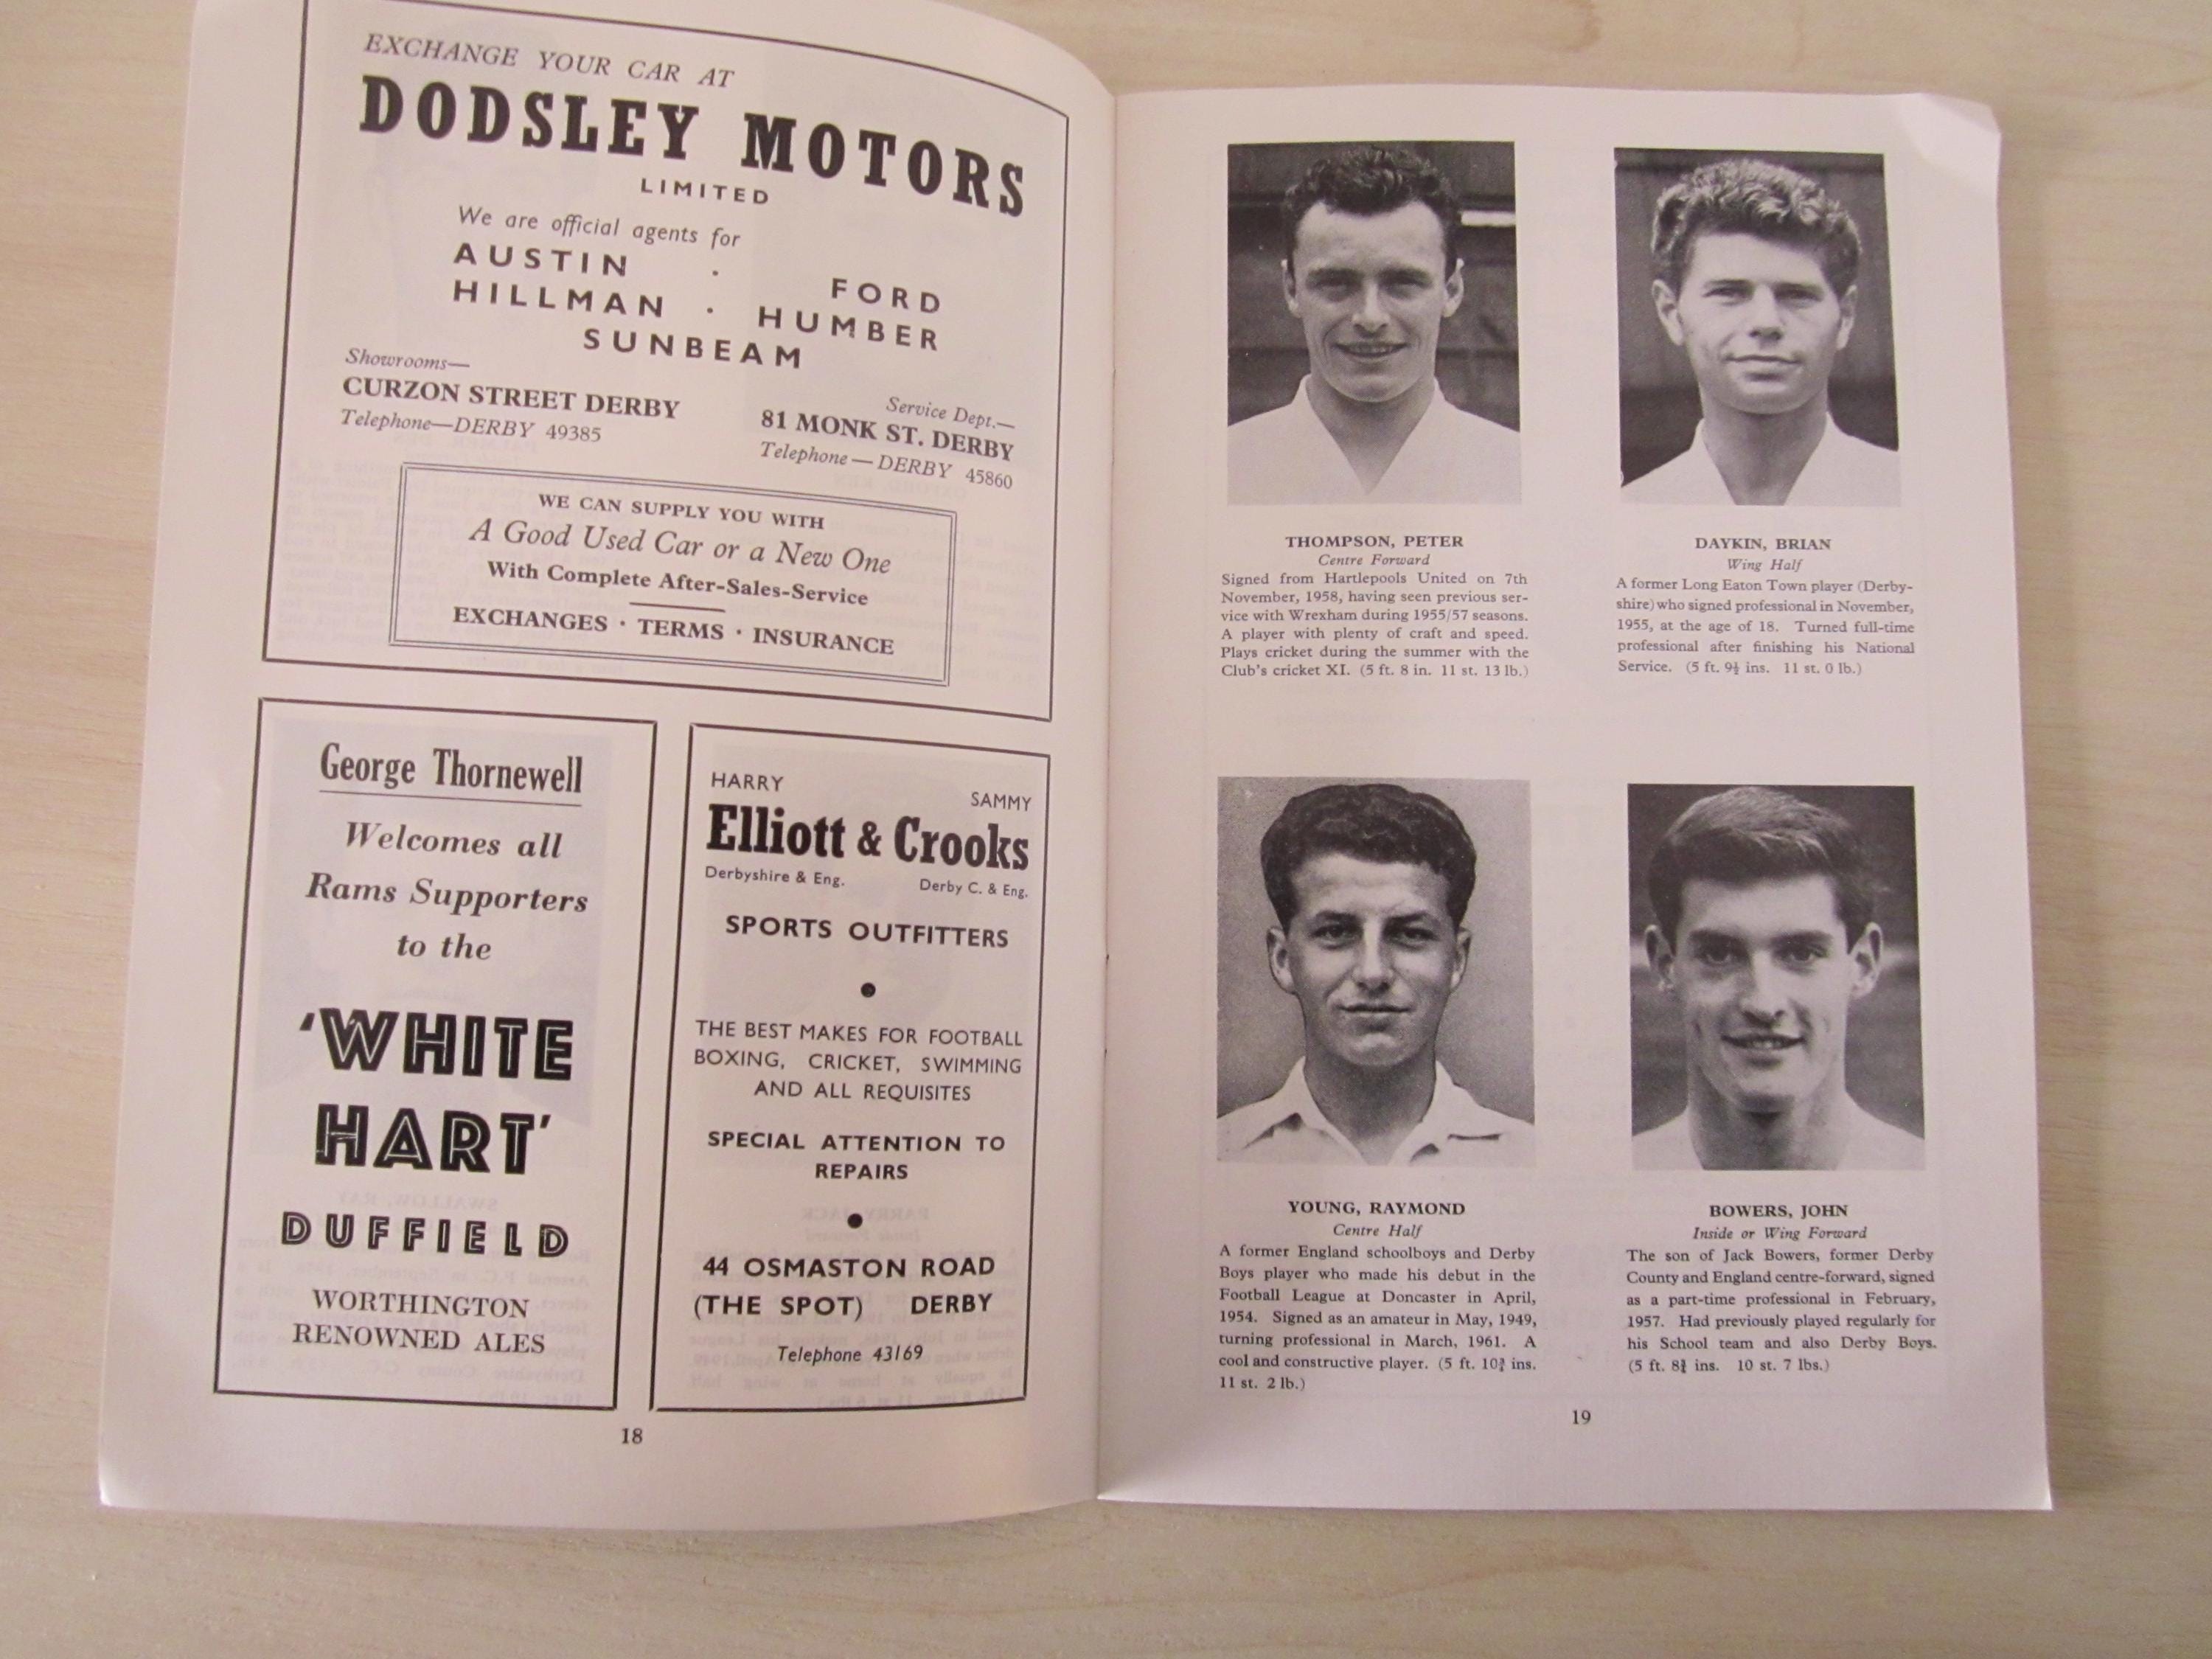 EXCHANGE YOUR CAR AT
DODSLEY MOTORS
LIMITED
We are official agents for
AUSTIN · FORD
HILLMAN · HUMBER
SUNBEAM
Showrooms—
CURZON STREET DERBY
Telephone—DERBY 49385
Service Dept.—
81 MONK ST. DERBY
Telephone — DERBY 45860
WE CAN SUPPLY YOU WITH
A Good Used Car or a New One
With Complete After-Sales-Service
EXCHANGES · TERMS · INSURANCE
George Thornewell
Welcomes all
Rams Supporters
to the
'WHITE
HART'
DUFFIELD
WORTHINGTON
RENOWNED ALES
HARRY SAMMY
Elliott & Crooks
Derbyshire & Eng. Derby C. & Eng.
SPORTS OUTFITTERS
THE BEST MAKES FOR FOOTBALL
BOXING, CRICKET, SWIMMING
AND ALL REQUISITES
SPECIAL ATTENTION TO
REPAIRS
44 OSMASTON ROAD
(THE SPOT) DERBY
Telephone 43169
18
THOMPSON, PETER
Centre Forward
Signed from Hartlepools United on 7th
November, 1958, having seen previous ser-
vice with Wrexham during 1955/57 seasons.
A player with plenty of craft and speed.
Plays cricket during the summer with the
Club's cricket XI. (5 ft. 8 in. 11 st. 13 lb.)
DAYKIN, BRIAN
Wing Half
A former Long Eaton Town player (Derby-
shire) who signed professional in November,
1955, at the age of 18. Turned full-time
professional after finishing his National
Service. (5 ft. 9½ ins. 11 st. 0 lb.)
YOUNG, RAYMOND
Centre Half
A former England schoolboys and Derby
Boys player who made his debut in the
Football League at Doncaster in April,
1954. Signed as an amateur in May, 1949,
turning professional in March, 1961. A
cool and constructive player. (5 ft. 10¾ ins.
11 st. 2 lb.)
BOWERS, JOHN
Inside or Wing Forward
The son of Jack Bowers, former Derby
County and England centre-forward, signed
as a part-time professional in February,
1957. Had previously played regularly for
his School team and also Derby Boys.
(5 ft. 8¾ ins. 10 st. 7 lbs.)
19